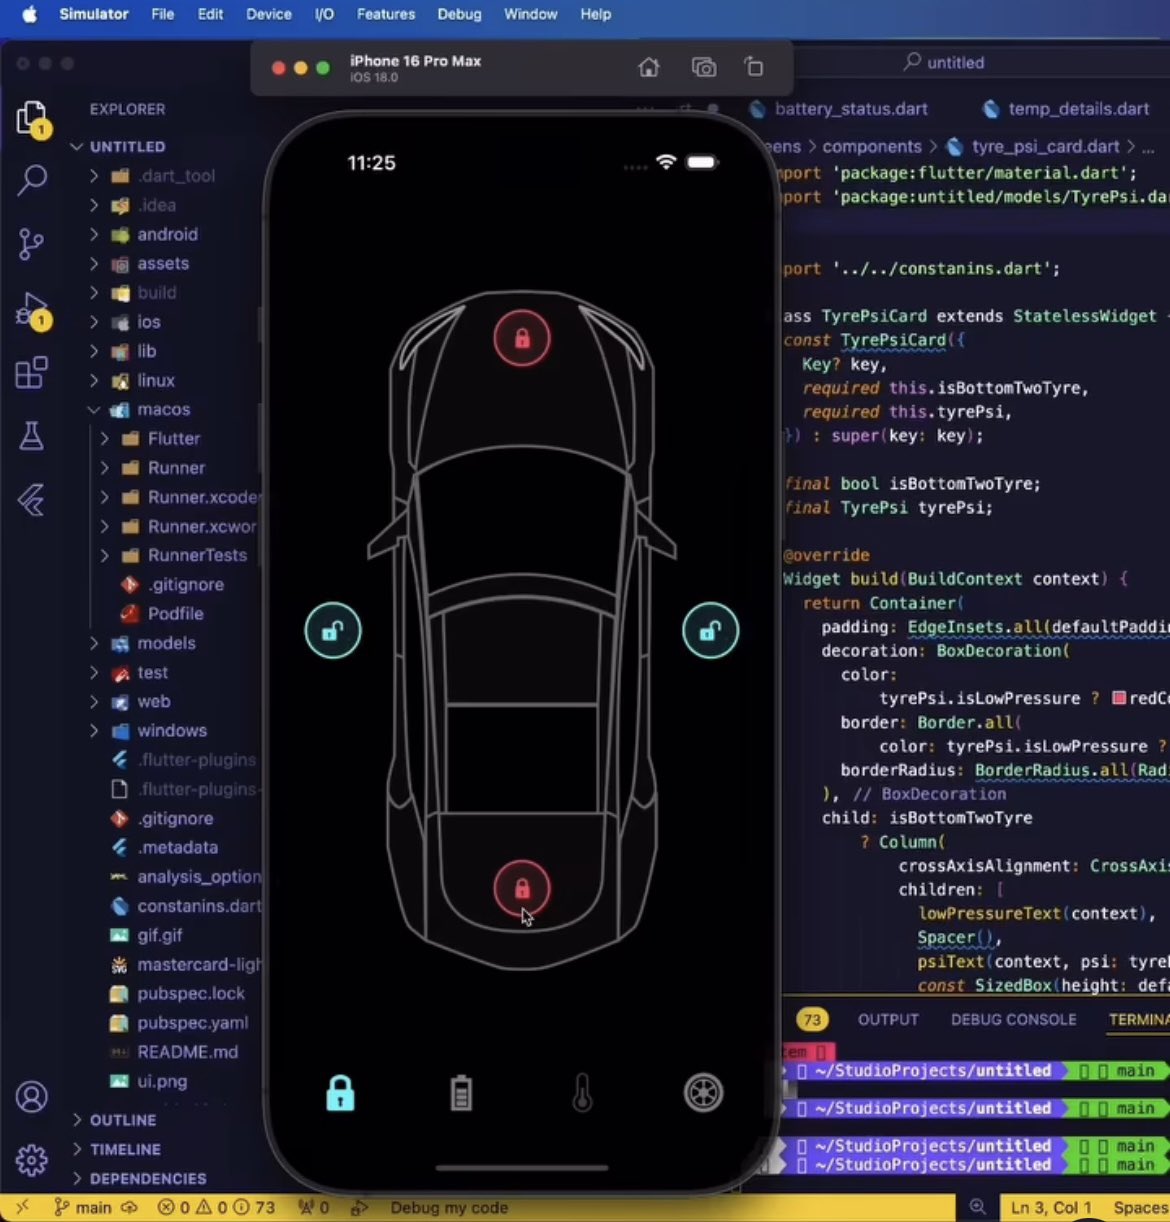 Simulator File Edit Device I/O Features Debug Window Help
iPhone 16 Pro Max
iOS 18.0
untitled
EXPLORER
battery_status.dart temp_details.dart
UNTITLED
eens > components > tyre_psi_card.dart > ...
11:25
.dart_tool
.idea
android
assets
build
ios
lib
linux
macos
Flutter
Runner
Runner.xcode
Runner.xcwor
RunnerTests
.gitignore
Podfile
models
test
web
windows
.flutter-plugins
.flutter-plugins-
.gitignore
.metadata
analysis_option
constanins.dart
gif.gif
mastercard-ligh
pubspec.lock
pubspec.yaml
README.md
ui.png
OUTLINE
TIMELINE
DEPENDENCIES
1
1
mport 'package:flutter/material.dart';
mport 'package:untitled/models/TyrePsi.da
port '../../constanins.dart';
ass TyrePsiCard extends StatelessWidget {
const TyrePsiCard({
Key? key,
required this.isBottomTwoTyre,
required this.tyrePsi,
}) : super(key: key);
final bool isBottomTwoTyre;
final TyrePsi tyrePsi;
@override
Widget build(BuildContext context) {
return Container(
padding: EdgeInsets.all(defaultPaddin
decoration: BoxDecoration(
color:
tyrePsi.isLowPressure ? redCo
border: Border.all(
color: tyrePsi.isLowPressure ?
borderRadius: BorderRadius.all(Rad
), // BoxDecoration
child: isBottomTwoTyre
? Column(
crossAxisAlignment: CrossAxis
children: [
lowPressureText(context),
Spacer(),
psiText(context, psi: tyreP
const SizedBox(height: defa
73 OUTPUT DEBUG CONSOLE TERMINA
tem
~/StudioProjects/untitled main
~/StudioProjects/untitled main
~/StudioProjects/untitled main
~/StudioProjects/untitled main
main 0 0 73 0 Debug my code Ln 3, Col 1 Spaces